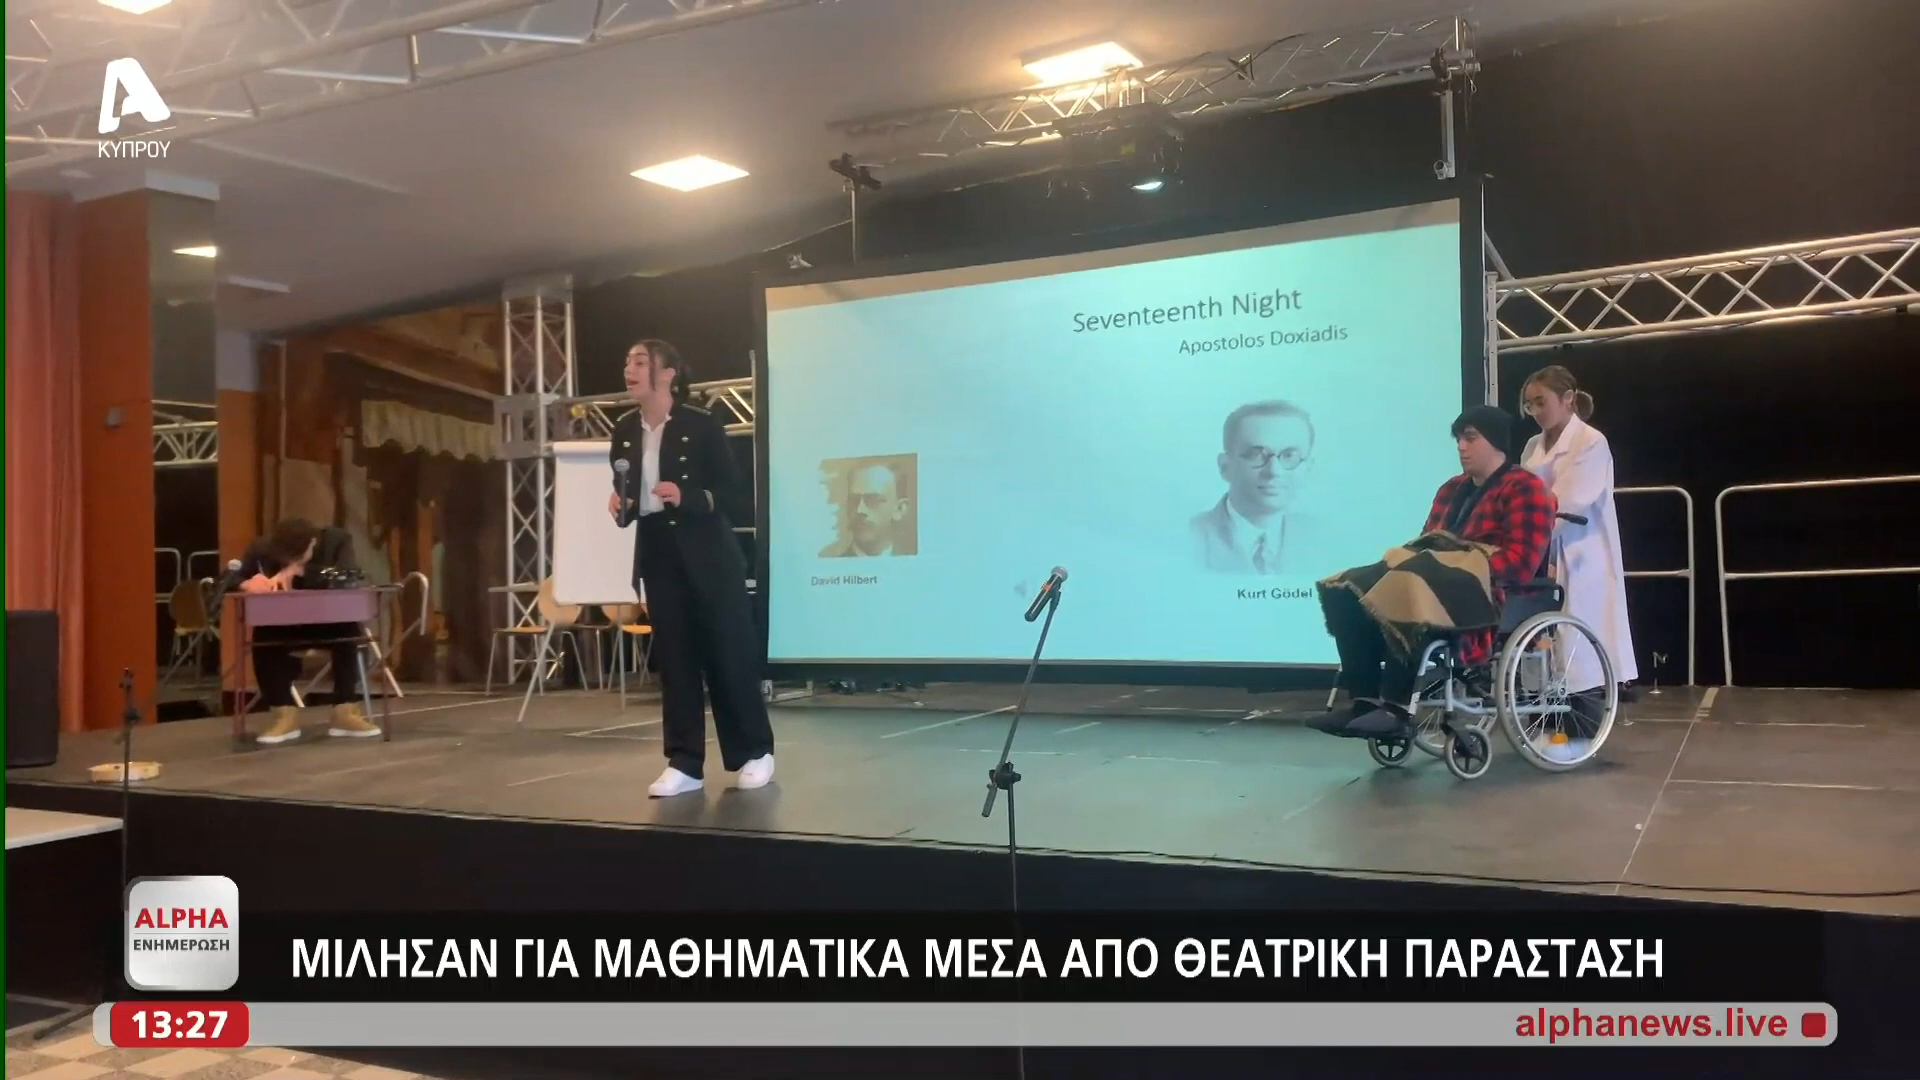 ΚΥΠΡΟΥ
Seventeenth Night
Apostolos Doxiadis
David Hilbert
Kurt Gödel
ALPHA
ΕΝΗΜΕΡΩΣΗ
ΜΙΛΗΣΑΝ ΓΙΑ ΜΑΘΗΜΑΤΙΚΑ ΜΕΣΑ ΑΠΟ ΘΕΑΤΡΙΚΗ ΠΑΡΑΣΤΑΣΗ
13:27
alphanews.live